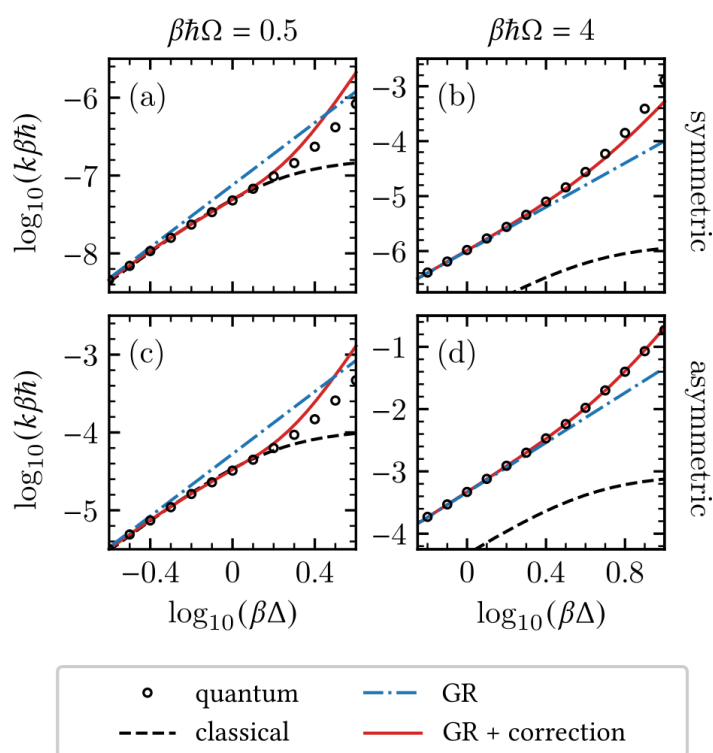 βħΩ = 0.5 βħΩ = 4
(a) (b)
log₁₀(kβħ)
−6
−7
−8
−3
−4
−5
−6
symmetric
(c) (d)
log₁₀(kβħ)
−3
−4
−5
−1
−2
−3
−4
asymmetric
−0.4 0 0.4 0 0.4 0.8
log₁₀(βΔ) log₁₀(βΔ)
quantum GR
classical GR + correction